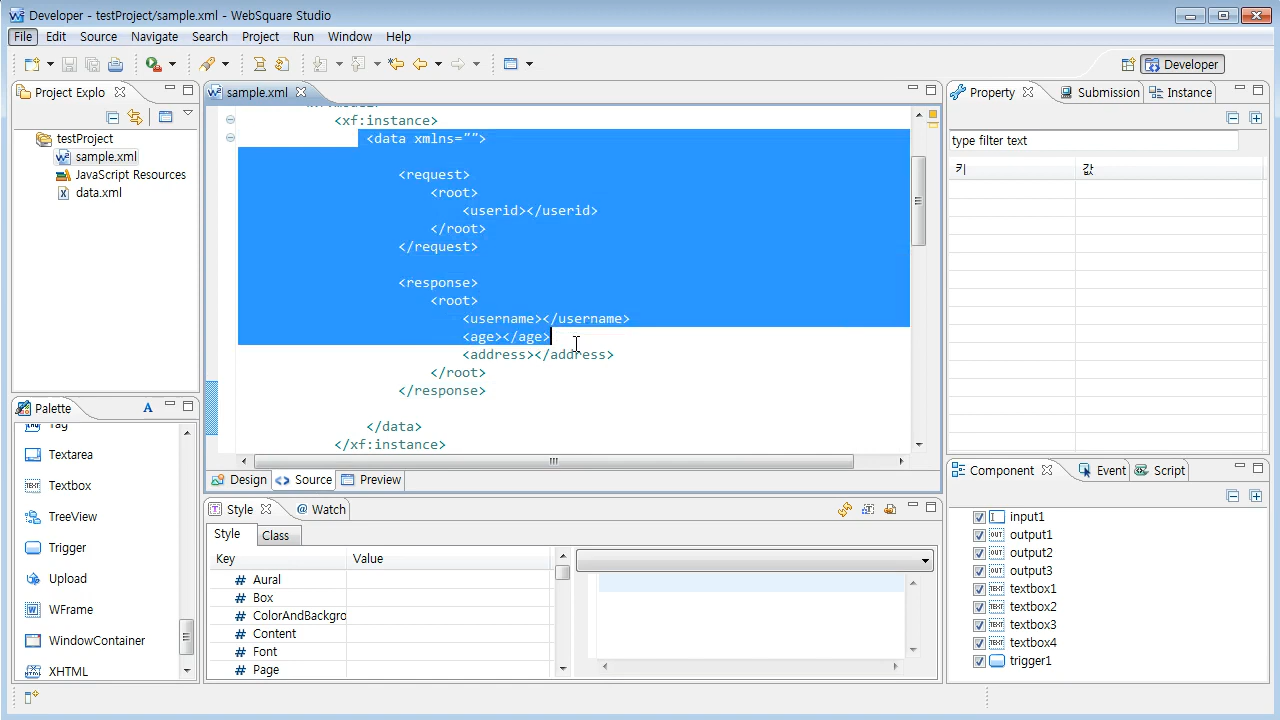 Developer - testProject/sample.xml - WebSquare Studio
File Edit Source Navigate Search Project Run Window Help
Developer
Project Explo
testProject
sample.xml
JavaScript Resources
data.xml
Palette
A
Tag
Textarea
Textbox
TreeView
Trigger
Upload
WFrame
WindowContainer
XHTML
sample.xml
<xf:instance>
<data xmlns="">
<request>
<root>
<userid></userid>
</root>
</request>
<response>
<root>
<username></username>
<age></age>
<address></address>
</root>
</response>
</data>
</xf:instance>
Design Source Preview
Style Watch
Style Class
Key Value
# Aural
# Box
# ColorAndBackgro
# Content
# Font
# Page
Property Submission Instance
type filter text
키 값
Component Event Script
input1
output1
output2
output3
textbox1
textbox2
textbox3
textbox4
trigger1